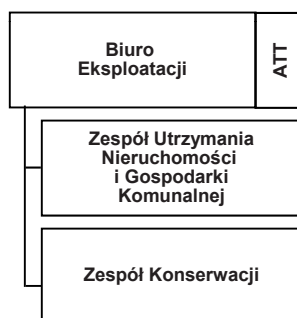 Biuro
Eksploatacji
ATT
Zespół Utrzymania
Nieruchomości
i Gospodarki
Komunalnej
Zespół Konserwacji